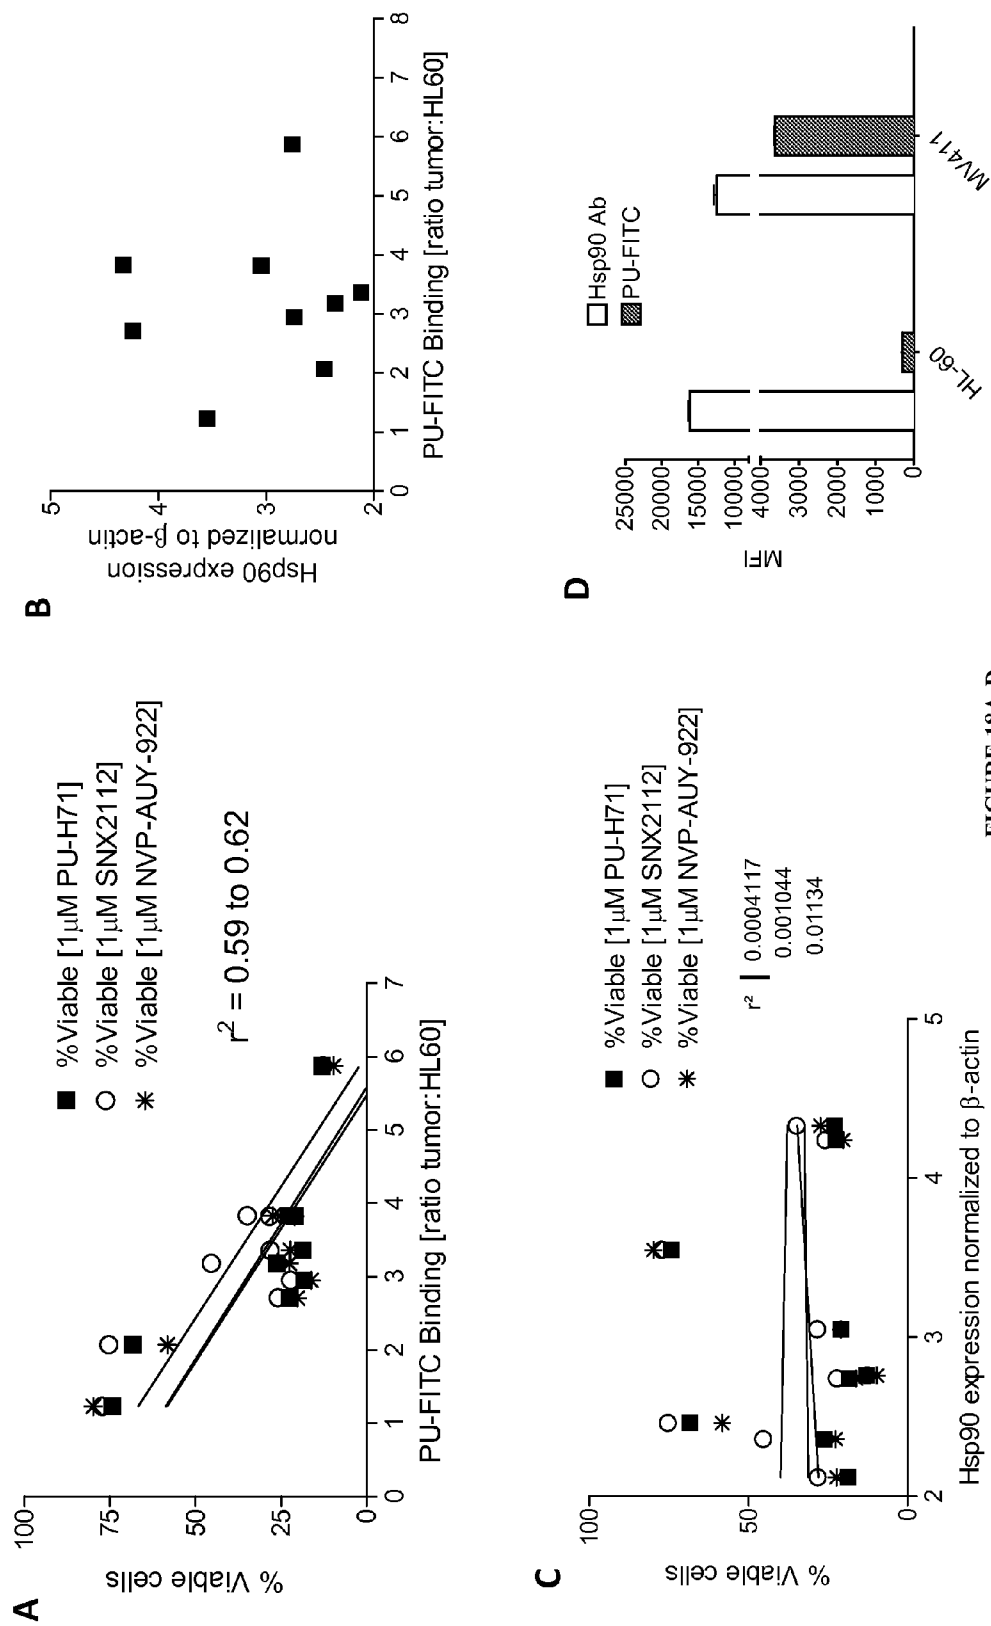 A
% Viable cells
100
75
50
25
0
0
1
2
3
4
5
6
7
PU-FITC Binding [ratio tumor:HL60]
%Viable [1μM PU-H71]
%Viable [1μM SNX2112]
%Viable [1μM NVP-AUY-922]
r² = 0.59 to 0.62
B
Hsp90 expression
normalized to β-actin
5
4
3
2
0
1
2
3
4
5
6
7
8
PU-FITC Binding [ratio tumor:HL60]
C
% Viable cells
100
50
0
2
3
4
5
Hsp90 expression normalized to β-actin
%Viable [1μM PU-H71]
%Viable [1μM SNX2112]
%Viable [1μM NVP-AUY-922]
r² | 0.0004117
0.001044
0.01134
D
MFI
25000
20000
15000
10000
4000
3000
2000
1000
0
HL-60
MV411
Hsp90 Ab
PU-FITC
FIGURE 18A-D